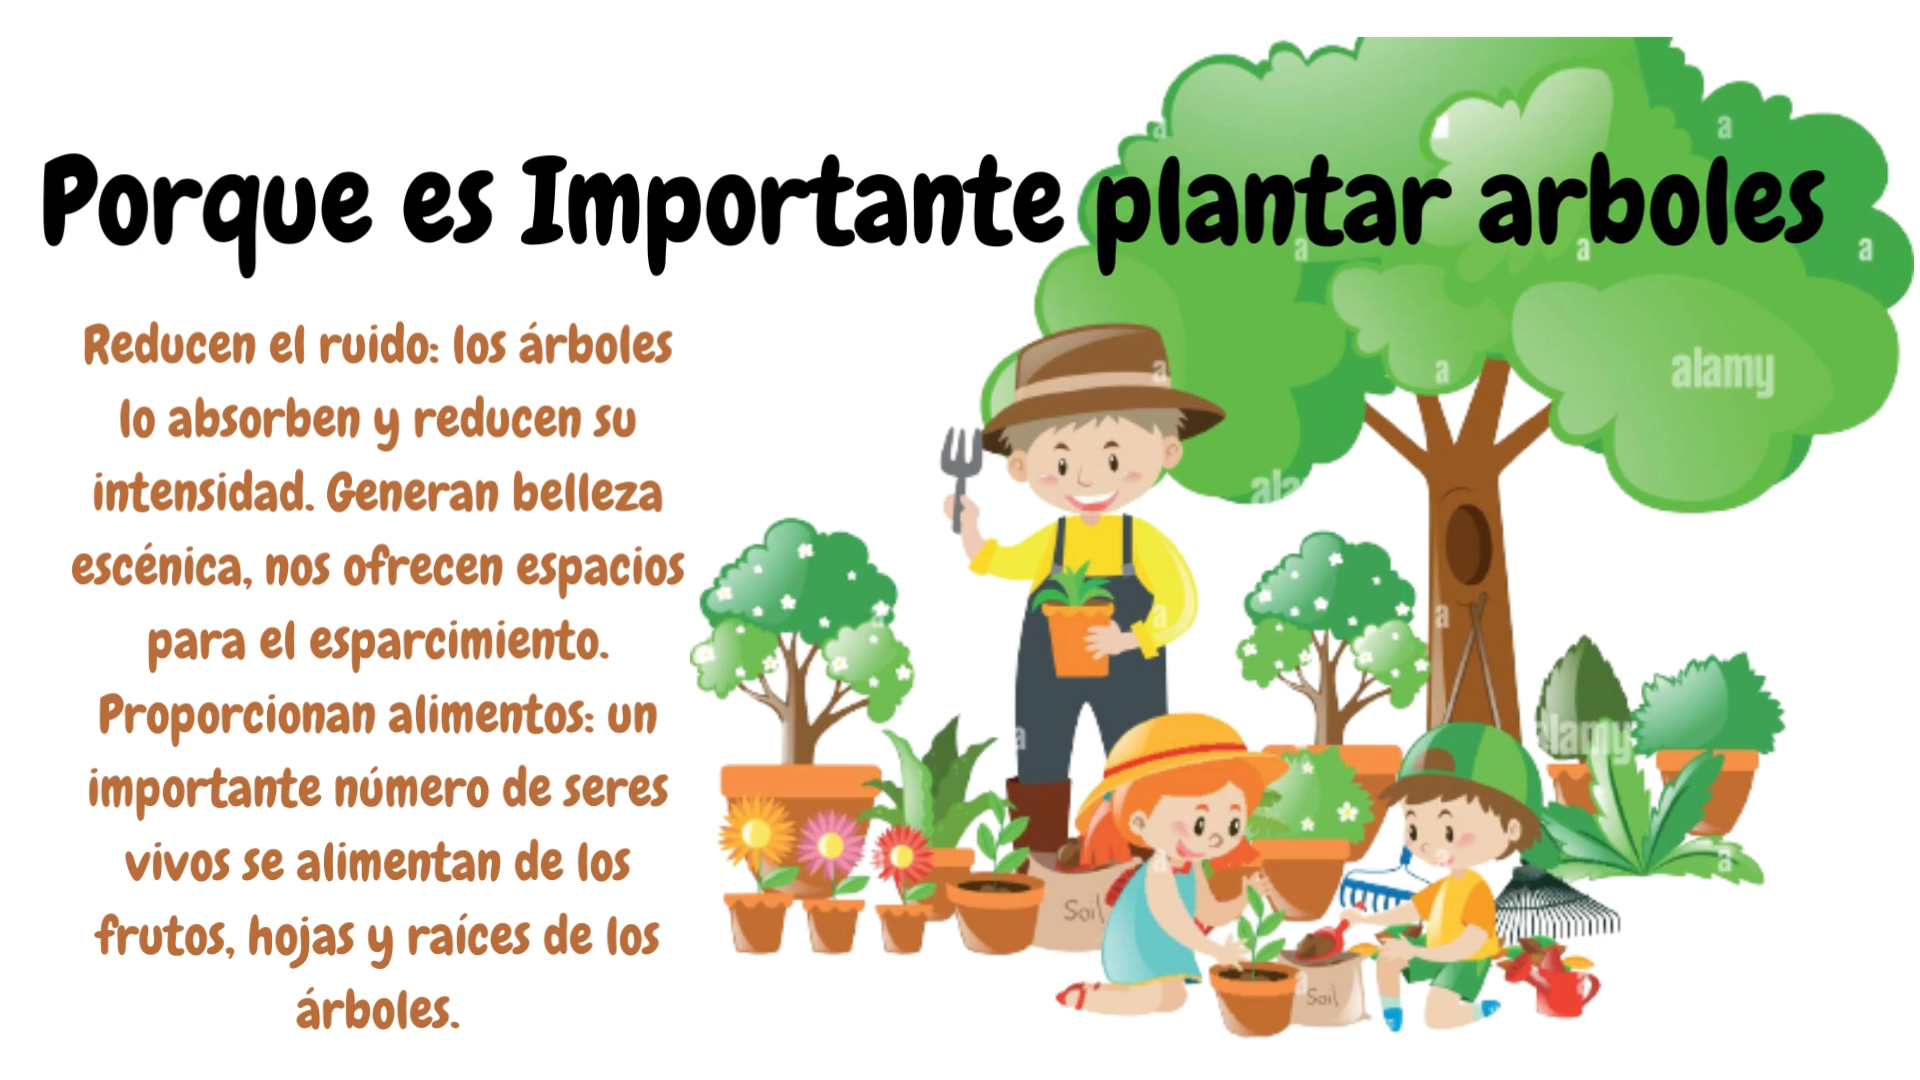 Porque es Importante plantar arboles
Reducen el ruido: los árboles
lo absorben y reducen su
intensidad. Generan belleza
escénica, nos ofrecen espacios
para el esparcimiento.
Proporcionan alimentos: un
importante número de seres
vivos se alimentan de los
frutos, hojas y raíces de los
árboles.
alamy
alamy
Soil
Soil